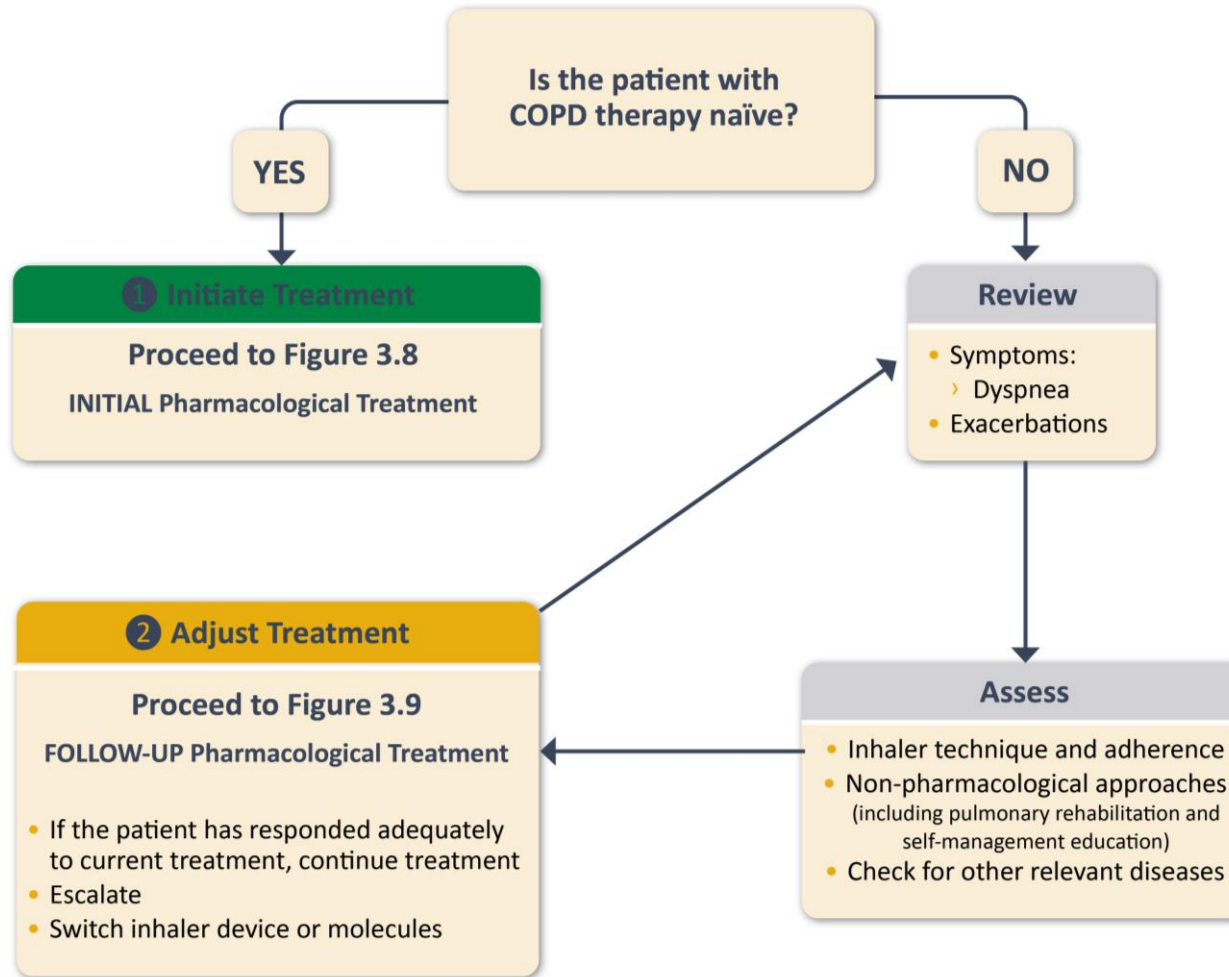 Is the patient with
COPD therapy naïve?
YES
NO
❶ Initiate Treatment
Proceed to Figure 3.8
INITIAL Pharmacological Treatment
Review
• Symptoms:
› Dyspnea
• Exacerbations
❷ Adjust Treatment
Proceed to Figure 3.9
FOLLOW-UP Pharmacological Treatment
• If the patient has responded adequately
to current treatment, continue treatment
• Escalate
• Switch inhaler device or molecules
Assess
• Inhaler technique and adherence
• Non-pharmacological approaches
(including pulmonary rehabilitation and
self-management education)
• Check for other relevant diseases